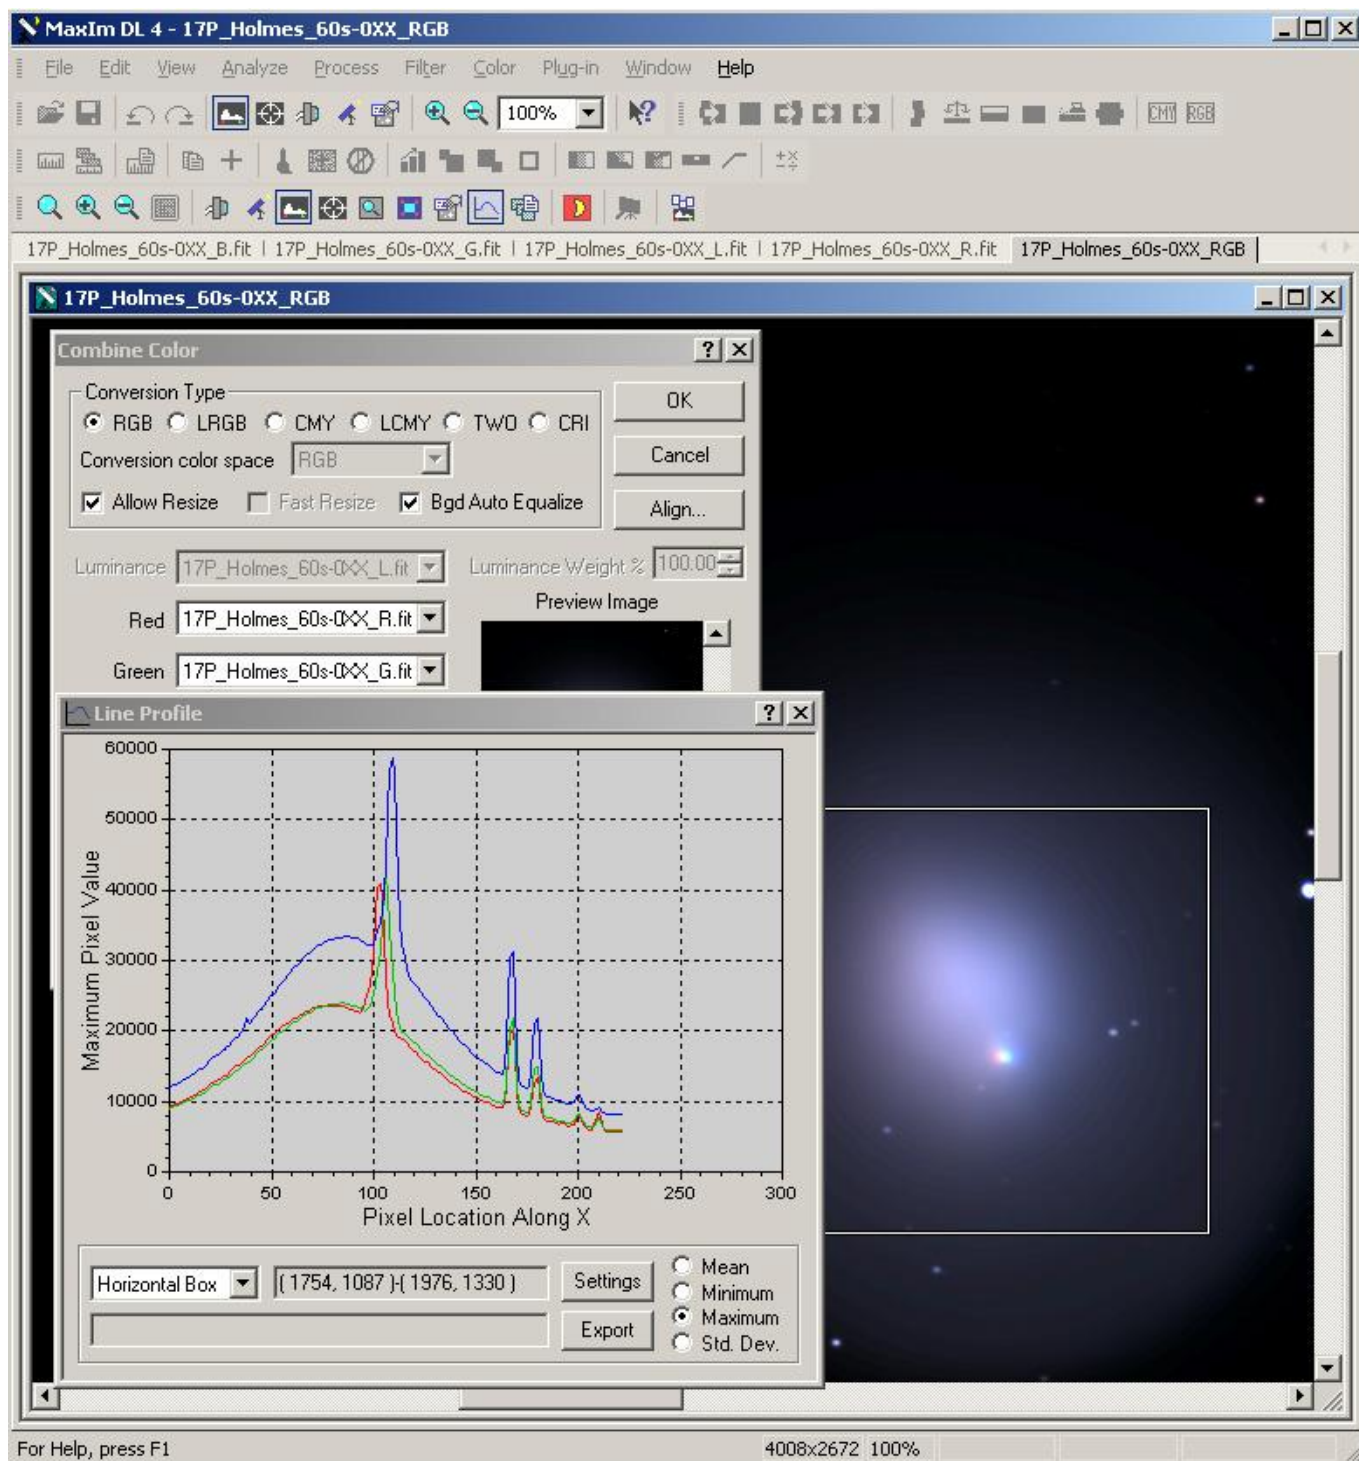 MaxIm DL 4 - 17P_Holmes_60s-0XX_RGB
File Edit View Analyze Process Filter Color Plug-in Window Help
100% CMY RGB
17P_Holmes_60s-0XX_B.fit | 17P_Holmes_60s-0XX_G.fit | 17P_Holmes_60s-0XX_L.fit | 17P_Holmes_60s-0XX_R.fit 17P_Holmes_60s-0XX_RGB
17P_Holmes_60s-0XX_RGB
Combine Color
Conversion Type
RGB LRGB CMY LCMY TWO CRI
Conversion color space RGB
Allow Resize Fast Resize Bgd Auto Equalize
OK
Cancel
Align...
Luminance 17P_Holmes_60s-0XX_L.fit Luminance Weight % 100.00
Red 17P_Holmes_60s-0XX_R.fit
Preview Image
Green 17P_Holmes_60s-0XX_G.fit
Line Profile
Maximum Pixel Value
60000
50000
40000
30000
20000
10000
0
0 50 100 150 200 250 300
Pixel Location Along X
Horizontal Box ( 1754, 1087 )-( 1976, 1330 ) Settings
Export
Mean
Minimum
Maximum
Std. Dev.
For Help, press F1 4008x2672 100%